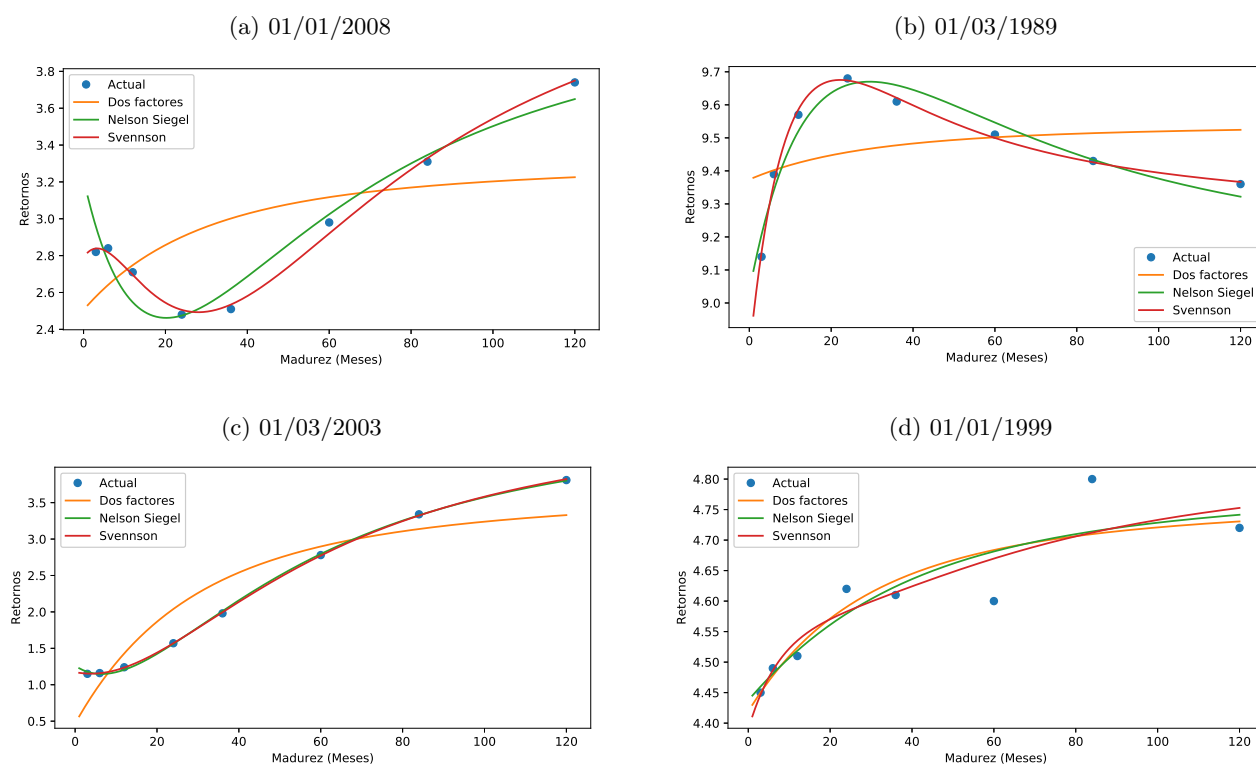 (a) 01/01/2008
3.8
3.6
3.4
3.2
3.0
2.8
2.6
2.4
Retornos
Actual
Dos factores
Nelson Siegel
Svennson
0 20 40 60 80 100 120
Madurez (Meses)
(b) 01/03/1989
9.7
9.6
9.5
9.4
9.3
9.2
9.1
9.0
Retornos
Actual
Dos factores
Nelson Siegel
Svennson
0 20 40 60 80 100 120
Madurez (Meses)
(c) 01/03/2003
3.5
3.0
2.5
2.0
1.5
1.0
0.5
Retornos
Actual
Dos factores
Nelson Siegel
Svennson
0 20 40 60 80 100 120
Madurez (Meses)
(d) 01/01/1999
4.80
4.75
4.70
4.65
4.60
4.55
4.50
4.45
4.40
Retornos
Actual
Dos factores
Nelson Siegel
Svennson
0 20 40 60 80 100 120
Madurez (Meses)